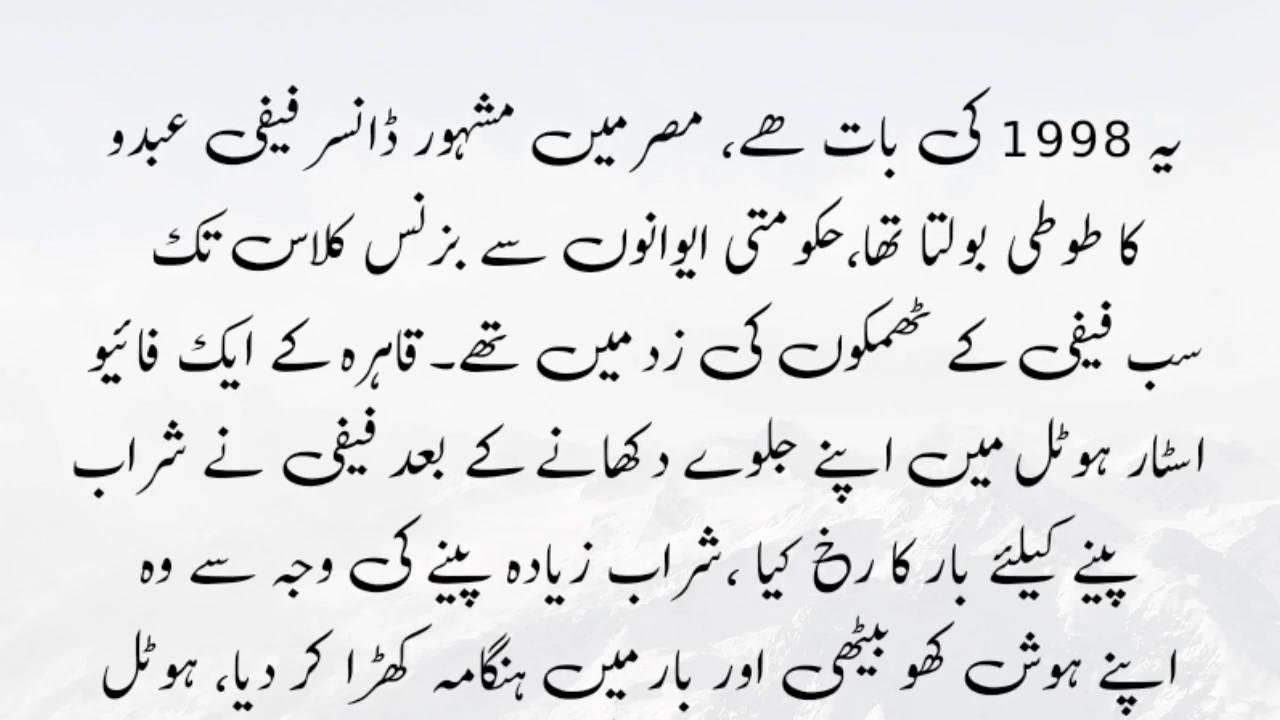 یہ 1998 کی بات ھے، مصر میں مشہور ڈانسر فیفی عبدو
کا طوطی بولتا تھا،حکومتی ایوانوں سے بزنس کلاس تک
سب فیفی کے ٹھمکوں کی زد میں تھے۔ قاہرہ کے ایک فائیو
اسٹار ہوٹل میں اپنے جلوے دکھانے کے بعد فیفی نے شراب
پینے کیلئے بار کا رخ کیا ،شراب زیادہ پینے کی وجہ سے وہ
اپنے ہوش کھو بیٹھی اور بار میں ہنگامہ کھڑا کر دیا، ہوٹل